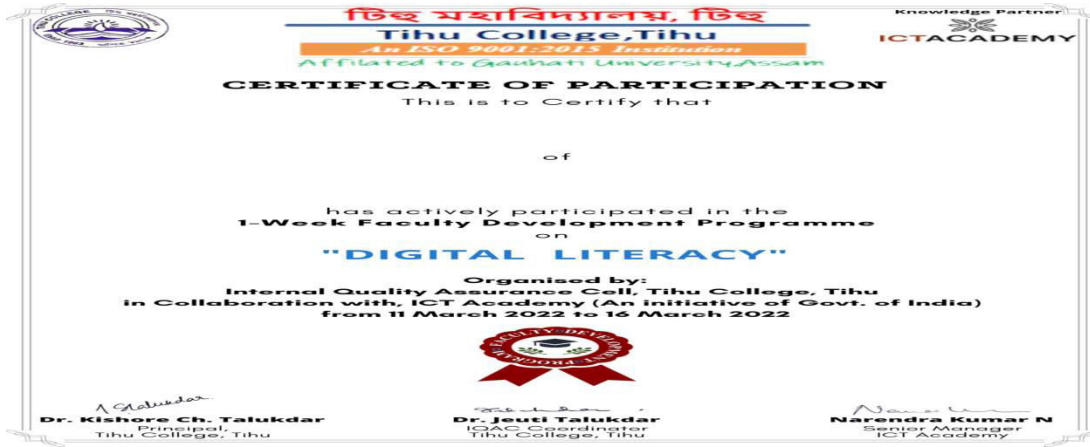 টিহু মহাবিদ্যালয়, টিহু
Tihu College,Tihu
An ISO 9001:2015 Institution
Affilated to Gauhati University,Assam
Knowledge Partner
ICTACADEMY
CERTIFICATE OF PARTICIPATION
This is to Certify that
of
has actively participated in the
1-Week Faculty Development Programme
on
"DIGITAL LITERACY"
Organised by:
Internal Quality Assurance Cell, Tihu College, Tihu
in Collaboration with, ICT Academy (An initiative of Govt. of India)
from 11 March 2022 to 16 March 2022
FACULTY DEVELOPMENT
PROGRAM
Dr. Kishore Ch. Talukdar
Principal,
Tihu College, Tihu
Dr. Jeuti Talukdar
IQAC Coordinator
Tihu College, Tihu
Narendra Kumar N
Senior Manager
ICT Academy